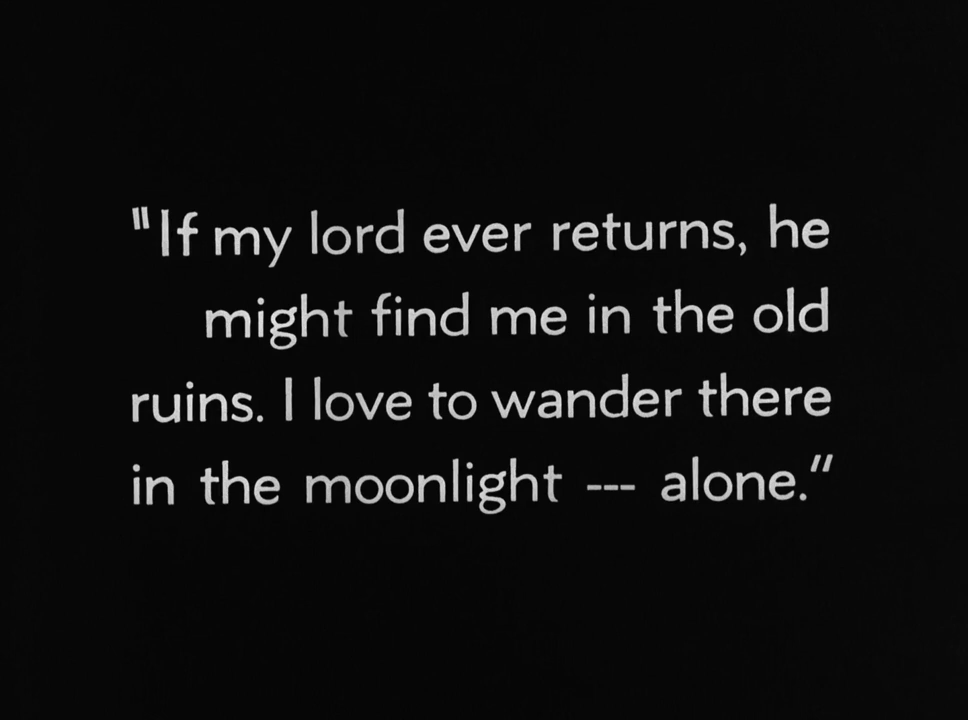 "If my lord ever returns, he
might find me in the old
ruins. I love to wander there
in the moonlight --- alone."